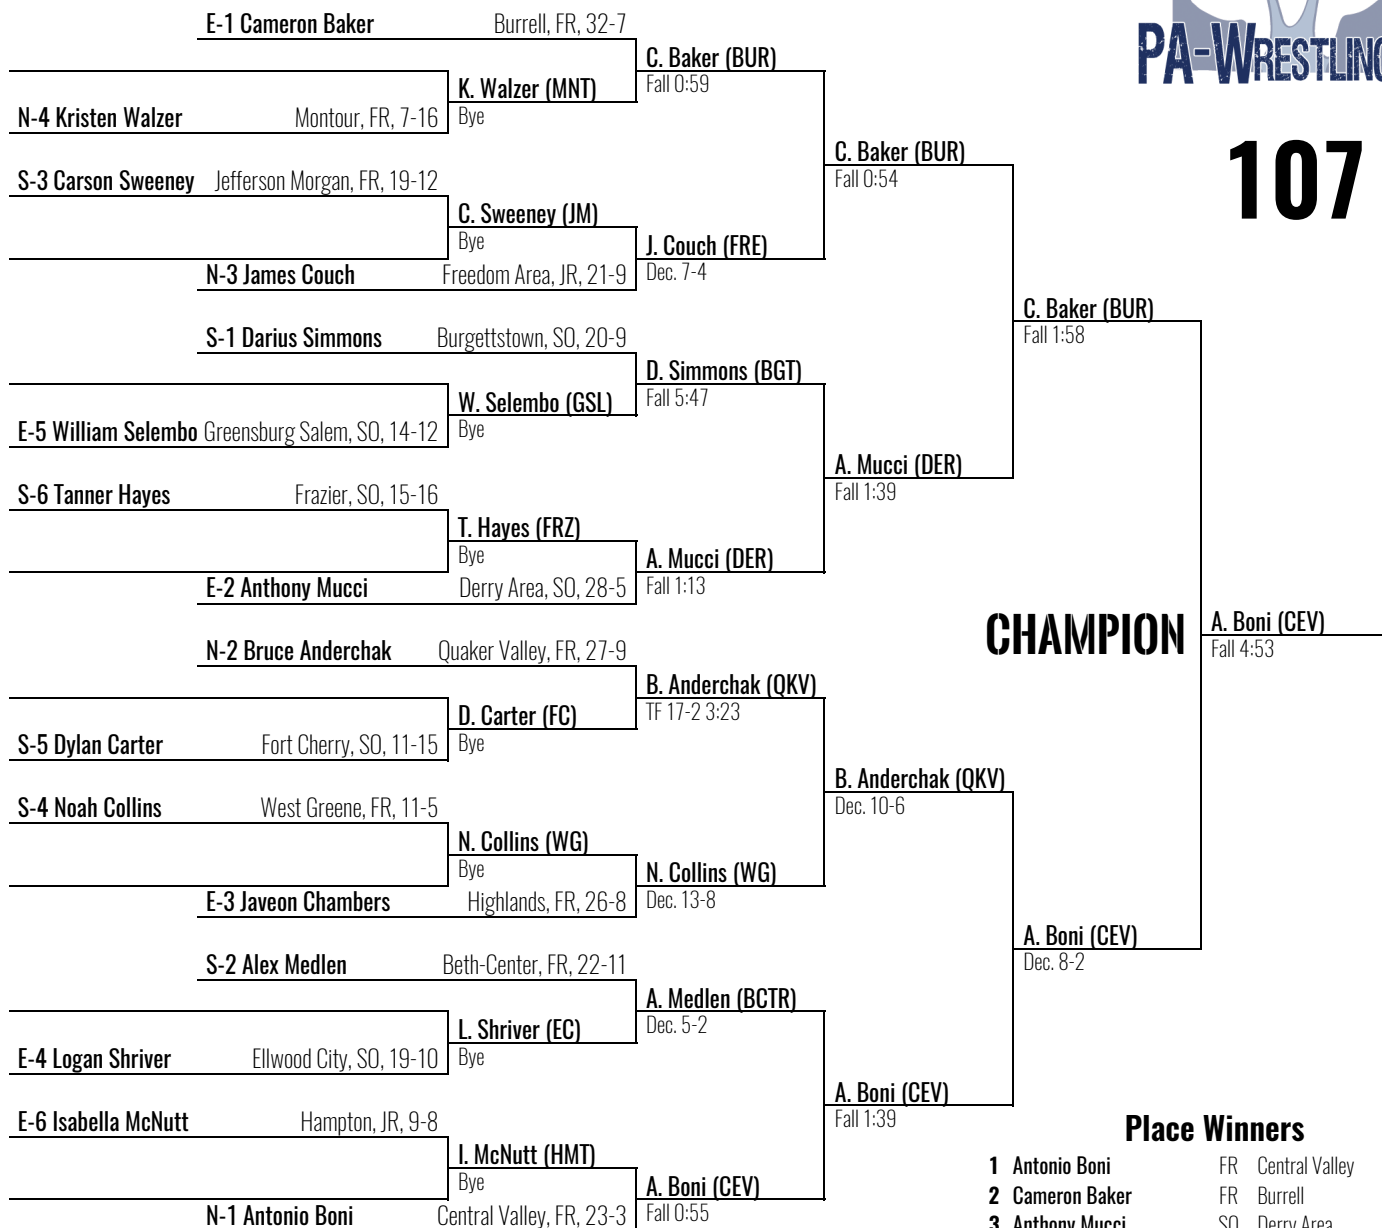 E-1 Cameron Baker Burrell, FR, 32-7
C. Baker (BUR)
Fall 0:59
K. Walzer (MNT)
Bye
N-4 Kristen Walzer Montour, FR, 7-16
PA-WRESTLING
107
C. Baker (BUR)
Fall 0:54
S-3 Carson Sweeney Jefferson Morgan, FR, 19-12
C. Sweeney (JM)
Bye
J. Couch (FRE)
Dec. 7-4
N-3 James Couch Freedom Area, JR, 21-9
C. Baker (BUR)
Fall 1:58
S-1 Darius Simmons Burgettstown, SO, 20-9
D. Simmons (BGT)
Fall 5:47
W. Selembo (GSL)
Bye
E-5 William Selembo Greensburg Salem, SO, 14-12
A. Mucci (DER)
Fall 1:39
S-6 Tanner Hayes Frazier, SO, 15-16
T. Hayes (FRZ)
Bye
A. Mucci (DER)
Fall 1:13
E-2 Anthony Mucci Derry Area, SO, 28-5
CHAMPION
A. Boni (CEV)
Fall 4:53
N-2 Bruce Anderchak Quaker Valley, FR, 27-9
B. Anderchak (QKV)
TF 17-2 3:23
D. Carter (FC)
Bye
S-5 Dylan Carter Fort Cherry, SO, 11-15
B. Anderchak (QKV)
Dec. 10-6
S-4 Noah Collins West Greene, FR, 11-5
N. Collins (WG)
Bye
N. Collins (WG)
Dec. 13-8
E-3 Javeon Chambers Highlands, FR, 26-8
A. Boni (CEV)
Dec. 8-2
S-2 Alex Medlen Beth-Center, FR, 22-11
A. Medlen (BCTR)
Dec. 5-2
L. Shriver (EC)
Bye
E-4 Logan Shriver Ellwood City, SO, 19-10
A. Boni (CEV)
Fall 1:39
E-6 Isabella McNutt Hampton, JR, 9-8
I. McNutt (HMT)
Bye
A. Boni (CEV)
Fall 0:55
N-1 Antonio Boni Central Valley, FR, 23-3
Place Winners
1 Antonio Boni FR Central Valley
2 Cameron Baker FR Burrell
3 Anthony Mucci SO Derry Area